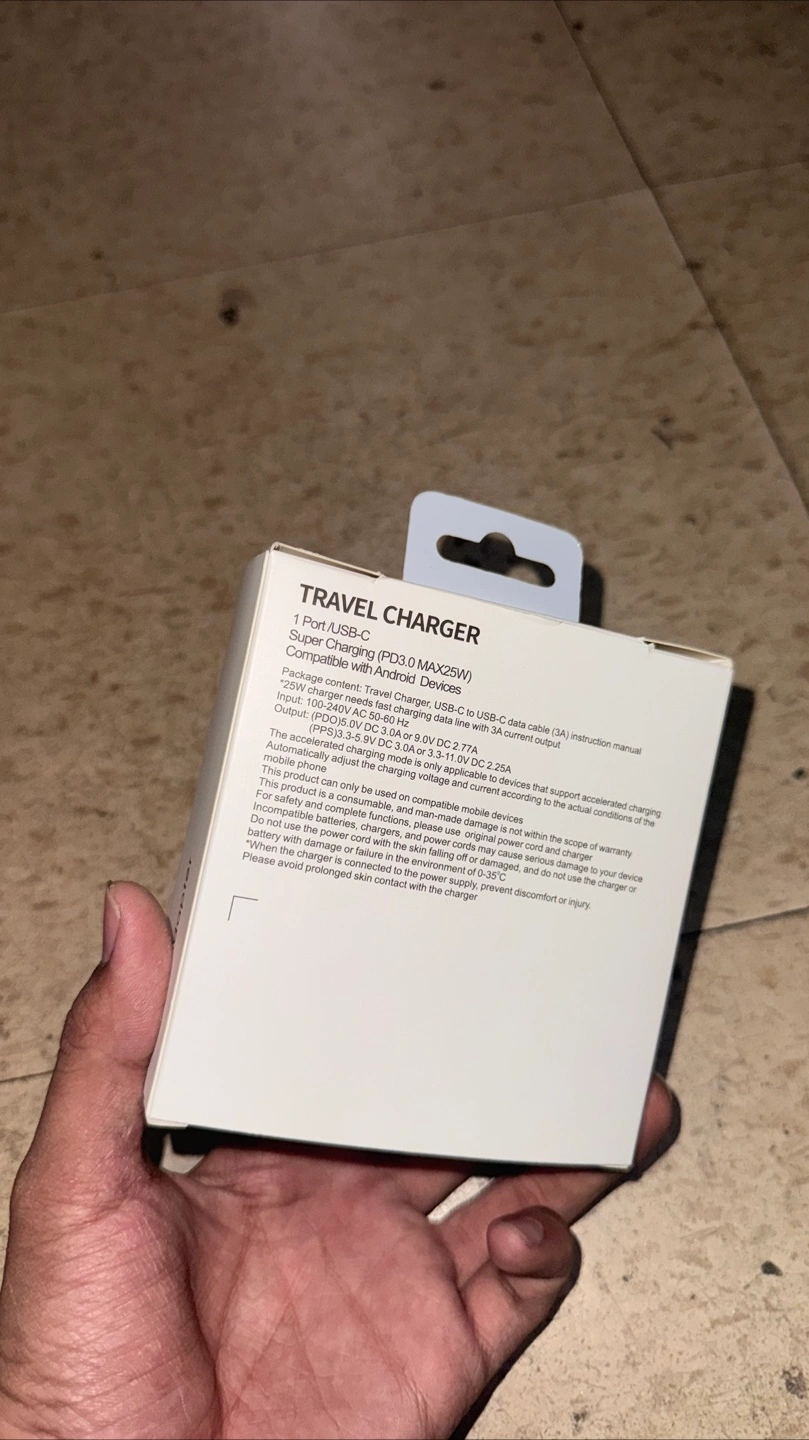 TRAVEL CHARGER
1 Port /USB-C
Super Charging (PD3.0 MAX25W)
Compatible with Android Devices
Package content: Travel Charger, USB-C to USB-C data cable (3A) instruction manual
*25W charger needs fast charging data line with 3A current output
Input: 100-240V AC 50-60 Hz
Output: (PDO)5.0V DC 3.0A or 9.0V DC 2.77A
(PPS)3.3-5.9V DC 3.0A or 3.3-11.0V DC 2.25A
The accelerated charging mode is only applicable to devices that support accelerated charging
Automatically adjust the charging voltage and current according to the actual conditions of the
mobile phone
This product can only be used on compatible mobile devices
This product is a consumable, and man-made damage is not within the scope of warranty
For safety and complete functions, please use original power cord and charger
Incompatible batteries, chargers, and power cords may cause serious damage to your device
Do not use the power cord with the skin falling off or damaged, and do not use the charger or
battery with damage or failure in the environment of 0-35°C
*When the charger is connected to the power supply, prevent discomfort or injury.
Please avoid prolonged skin contact with the charger